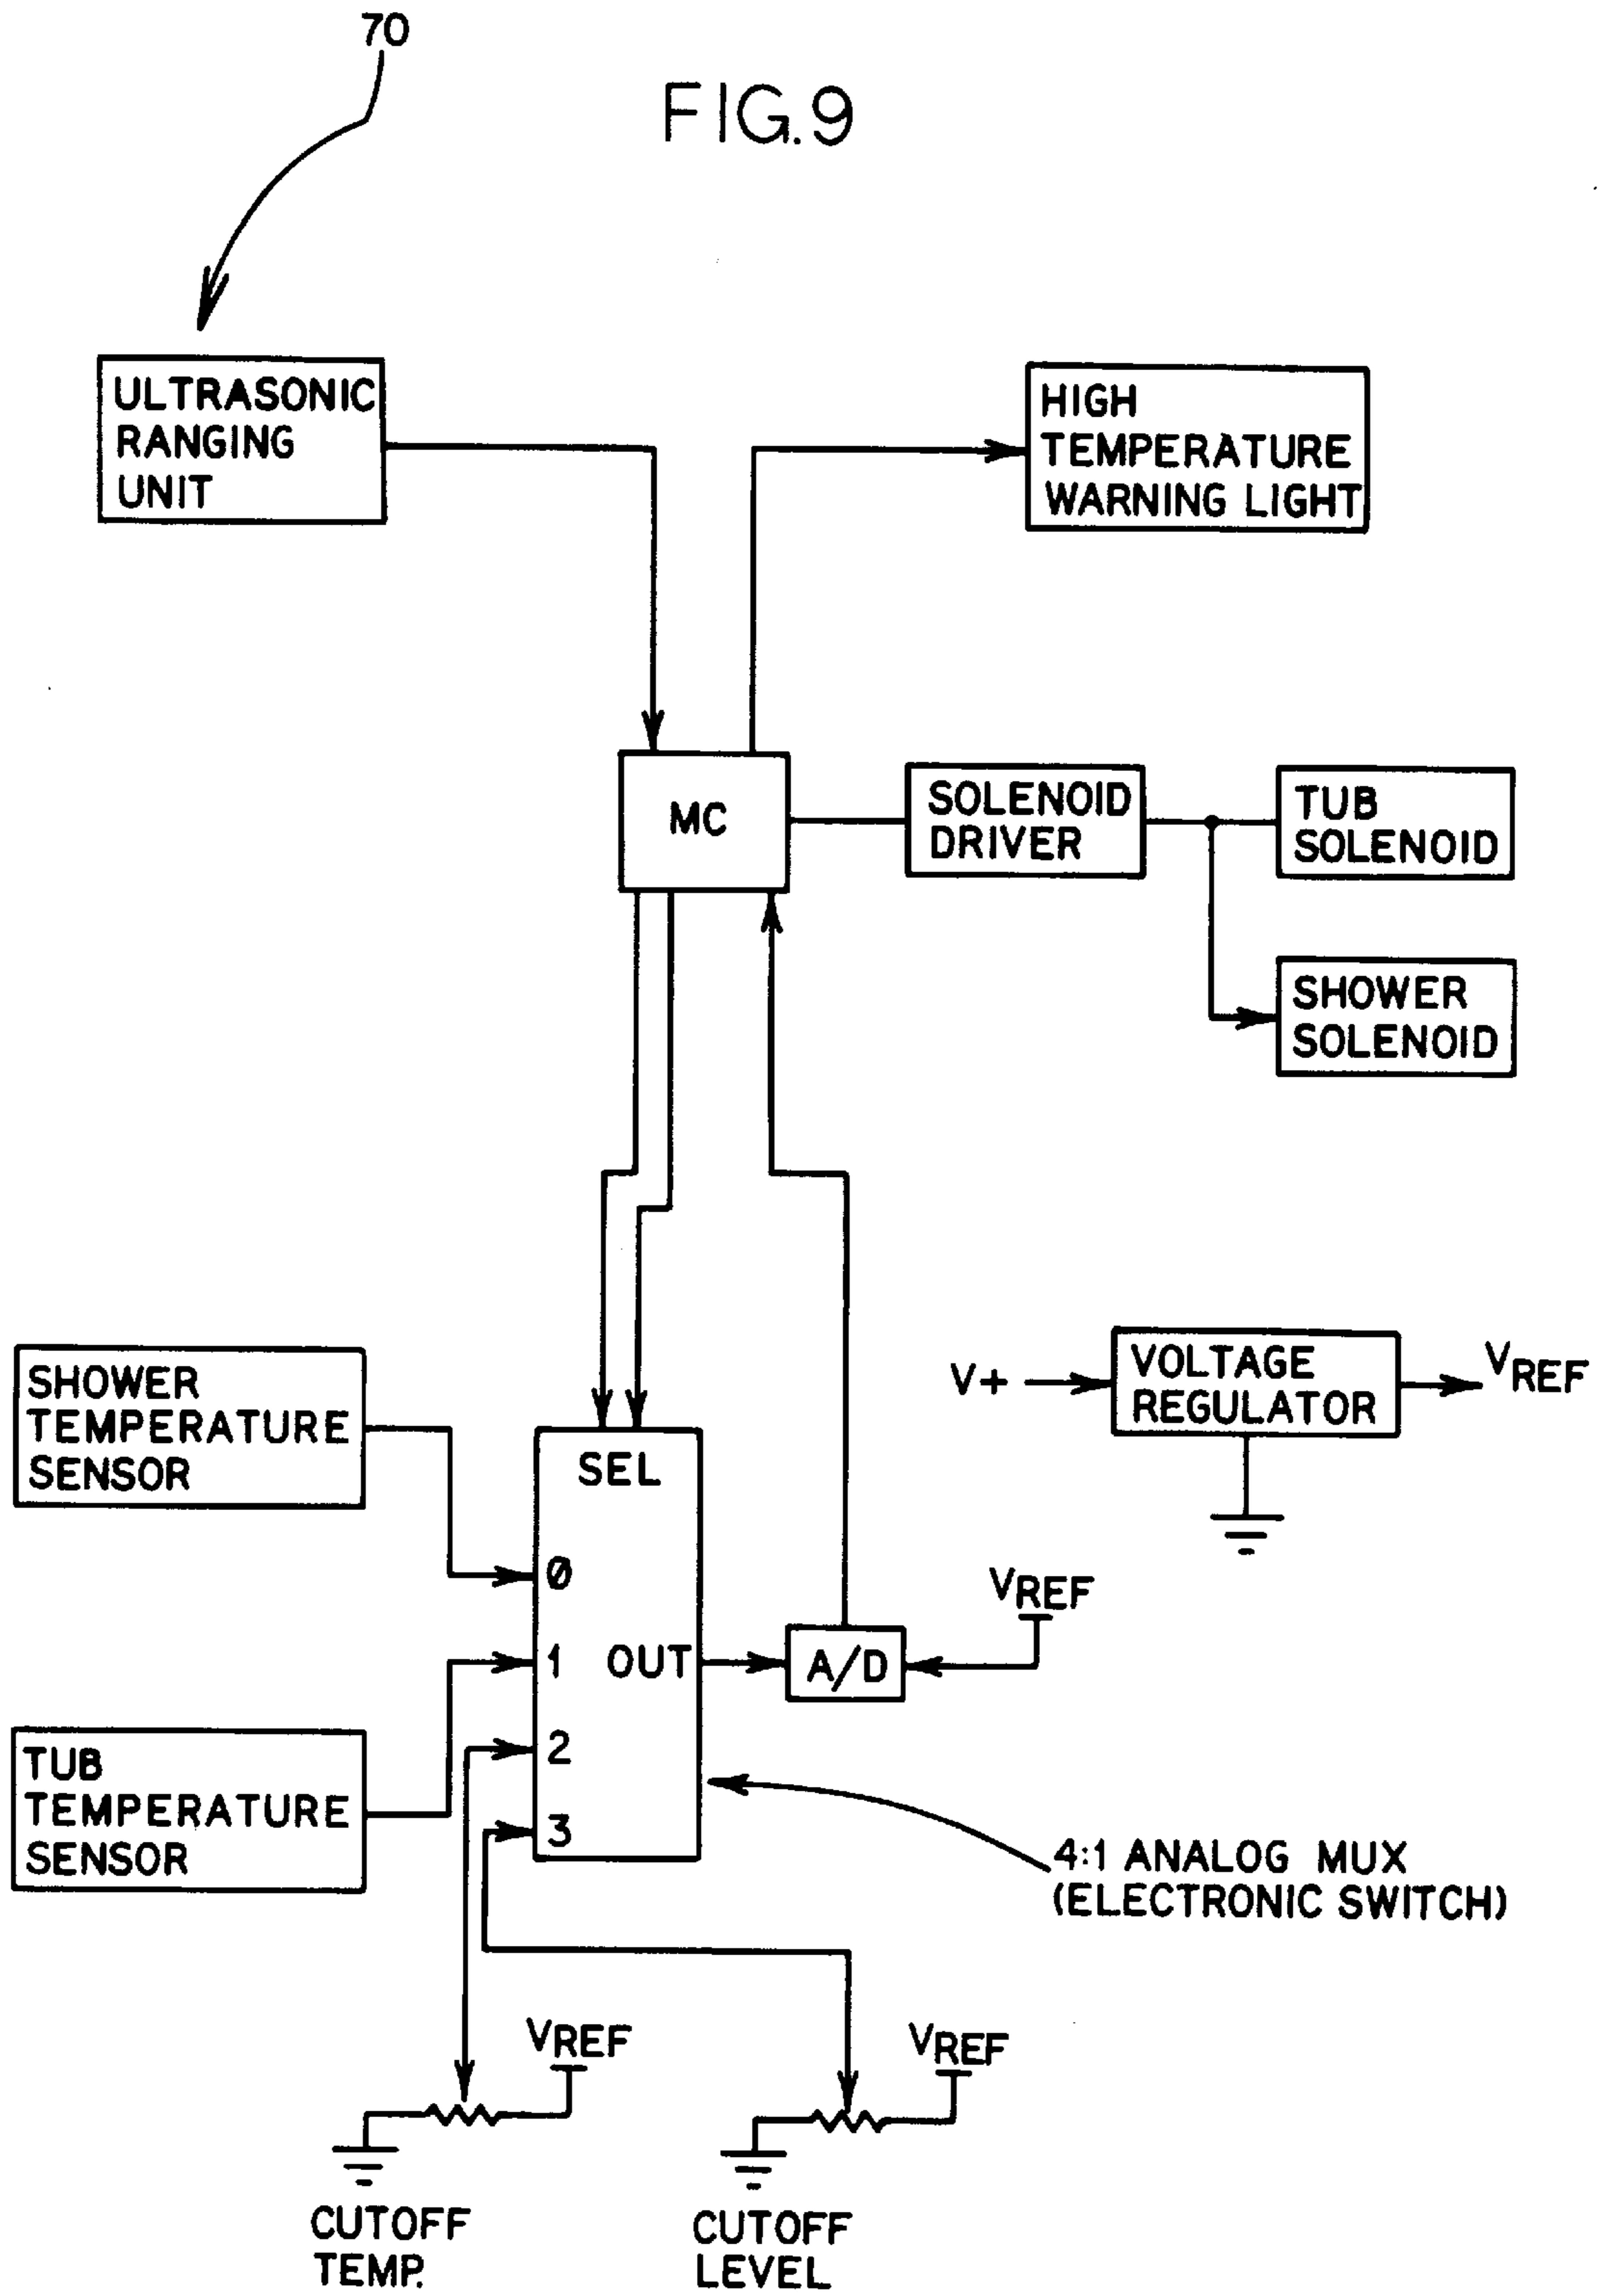 70
FIG.9
ULTRASONIC
RANGING
UNIT
HIGH
TEMPERATURE
WARNING LIGHT
MC
SOLENOID
DRIVER
TUB
SOLENOID
SHOWER
SOLENOID
SHOWER
TEMPERATURE
SENSOR
V+
VOLTAGE
REGULATOR
VREF
SEL
0
1
OUT
2
3
A/D
VREF
TUB
TEMPERATURE
SENSOR
4:1 ANALOG MUX
(ELECTRONIC SWITCH)
VREF
VREF
CUTOFF
TEMP.
CUTOFF
LEVEL